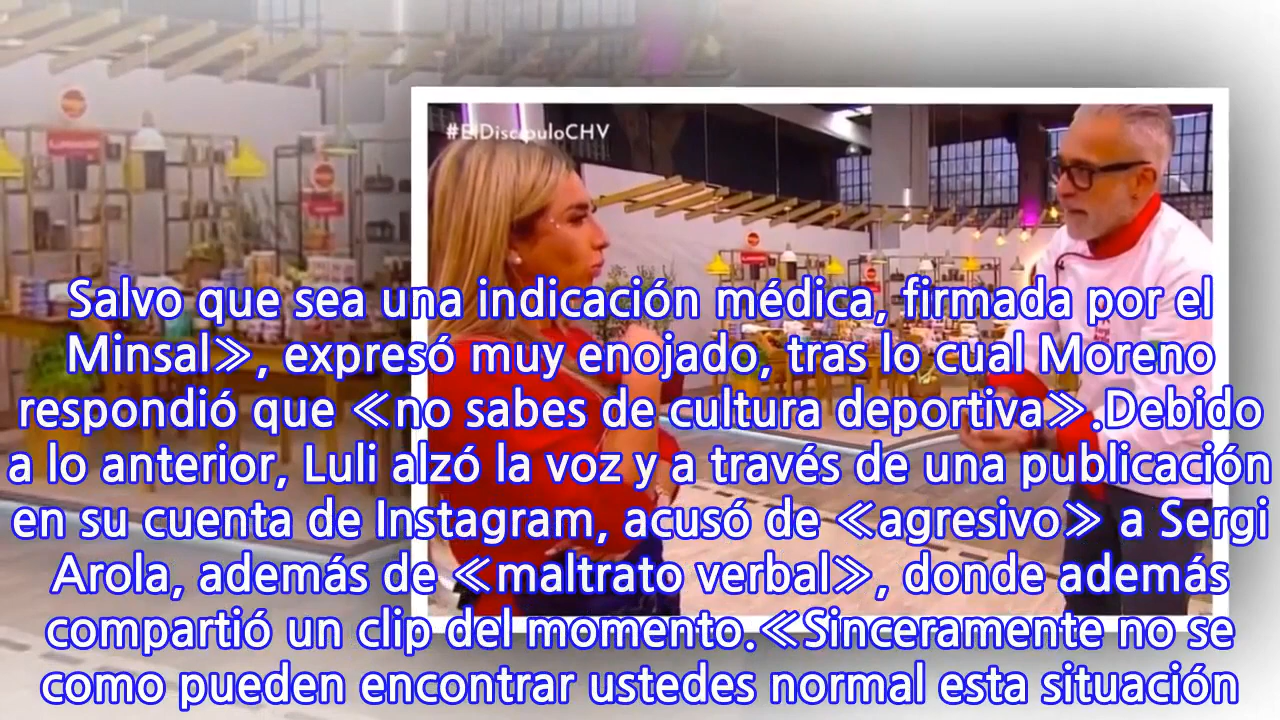 #ElDiscípuloCHV
Salvo que sea una indicación médica, firmada por el
Minsal≫, expresó muy enojado, tras lo cual Moreno
respondió que ≪no sabes de cultura deportiva≫.Debido
a lo anterior, Luli alzó la voz y a través de una publicación
en su cuenta de Instagram, acusó de ≪agresivo≫ a Sergi
Arola, además de ≪maltrato verbal≫, donde además
compartió un clip del momento.≪Sinceramente no se
como pueden encontrar ustedes normal esta situación